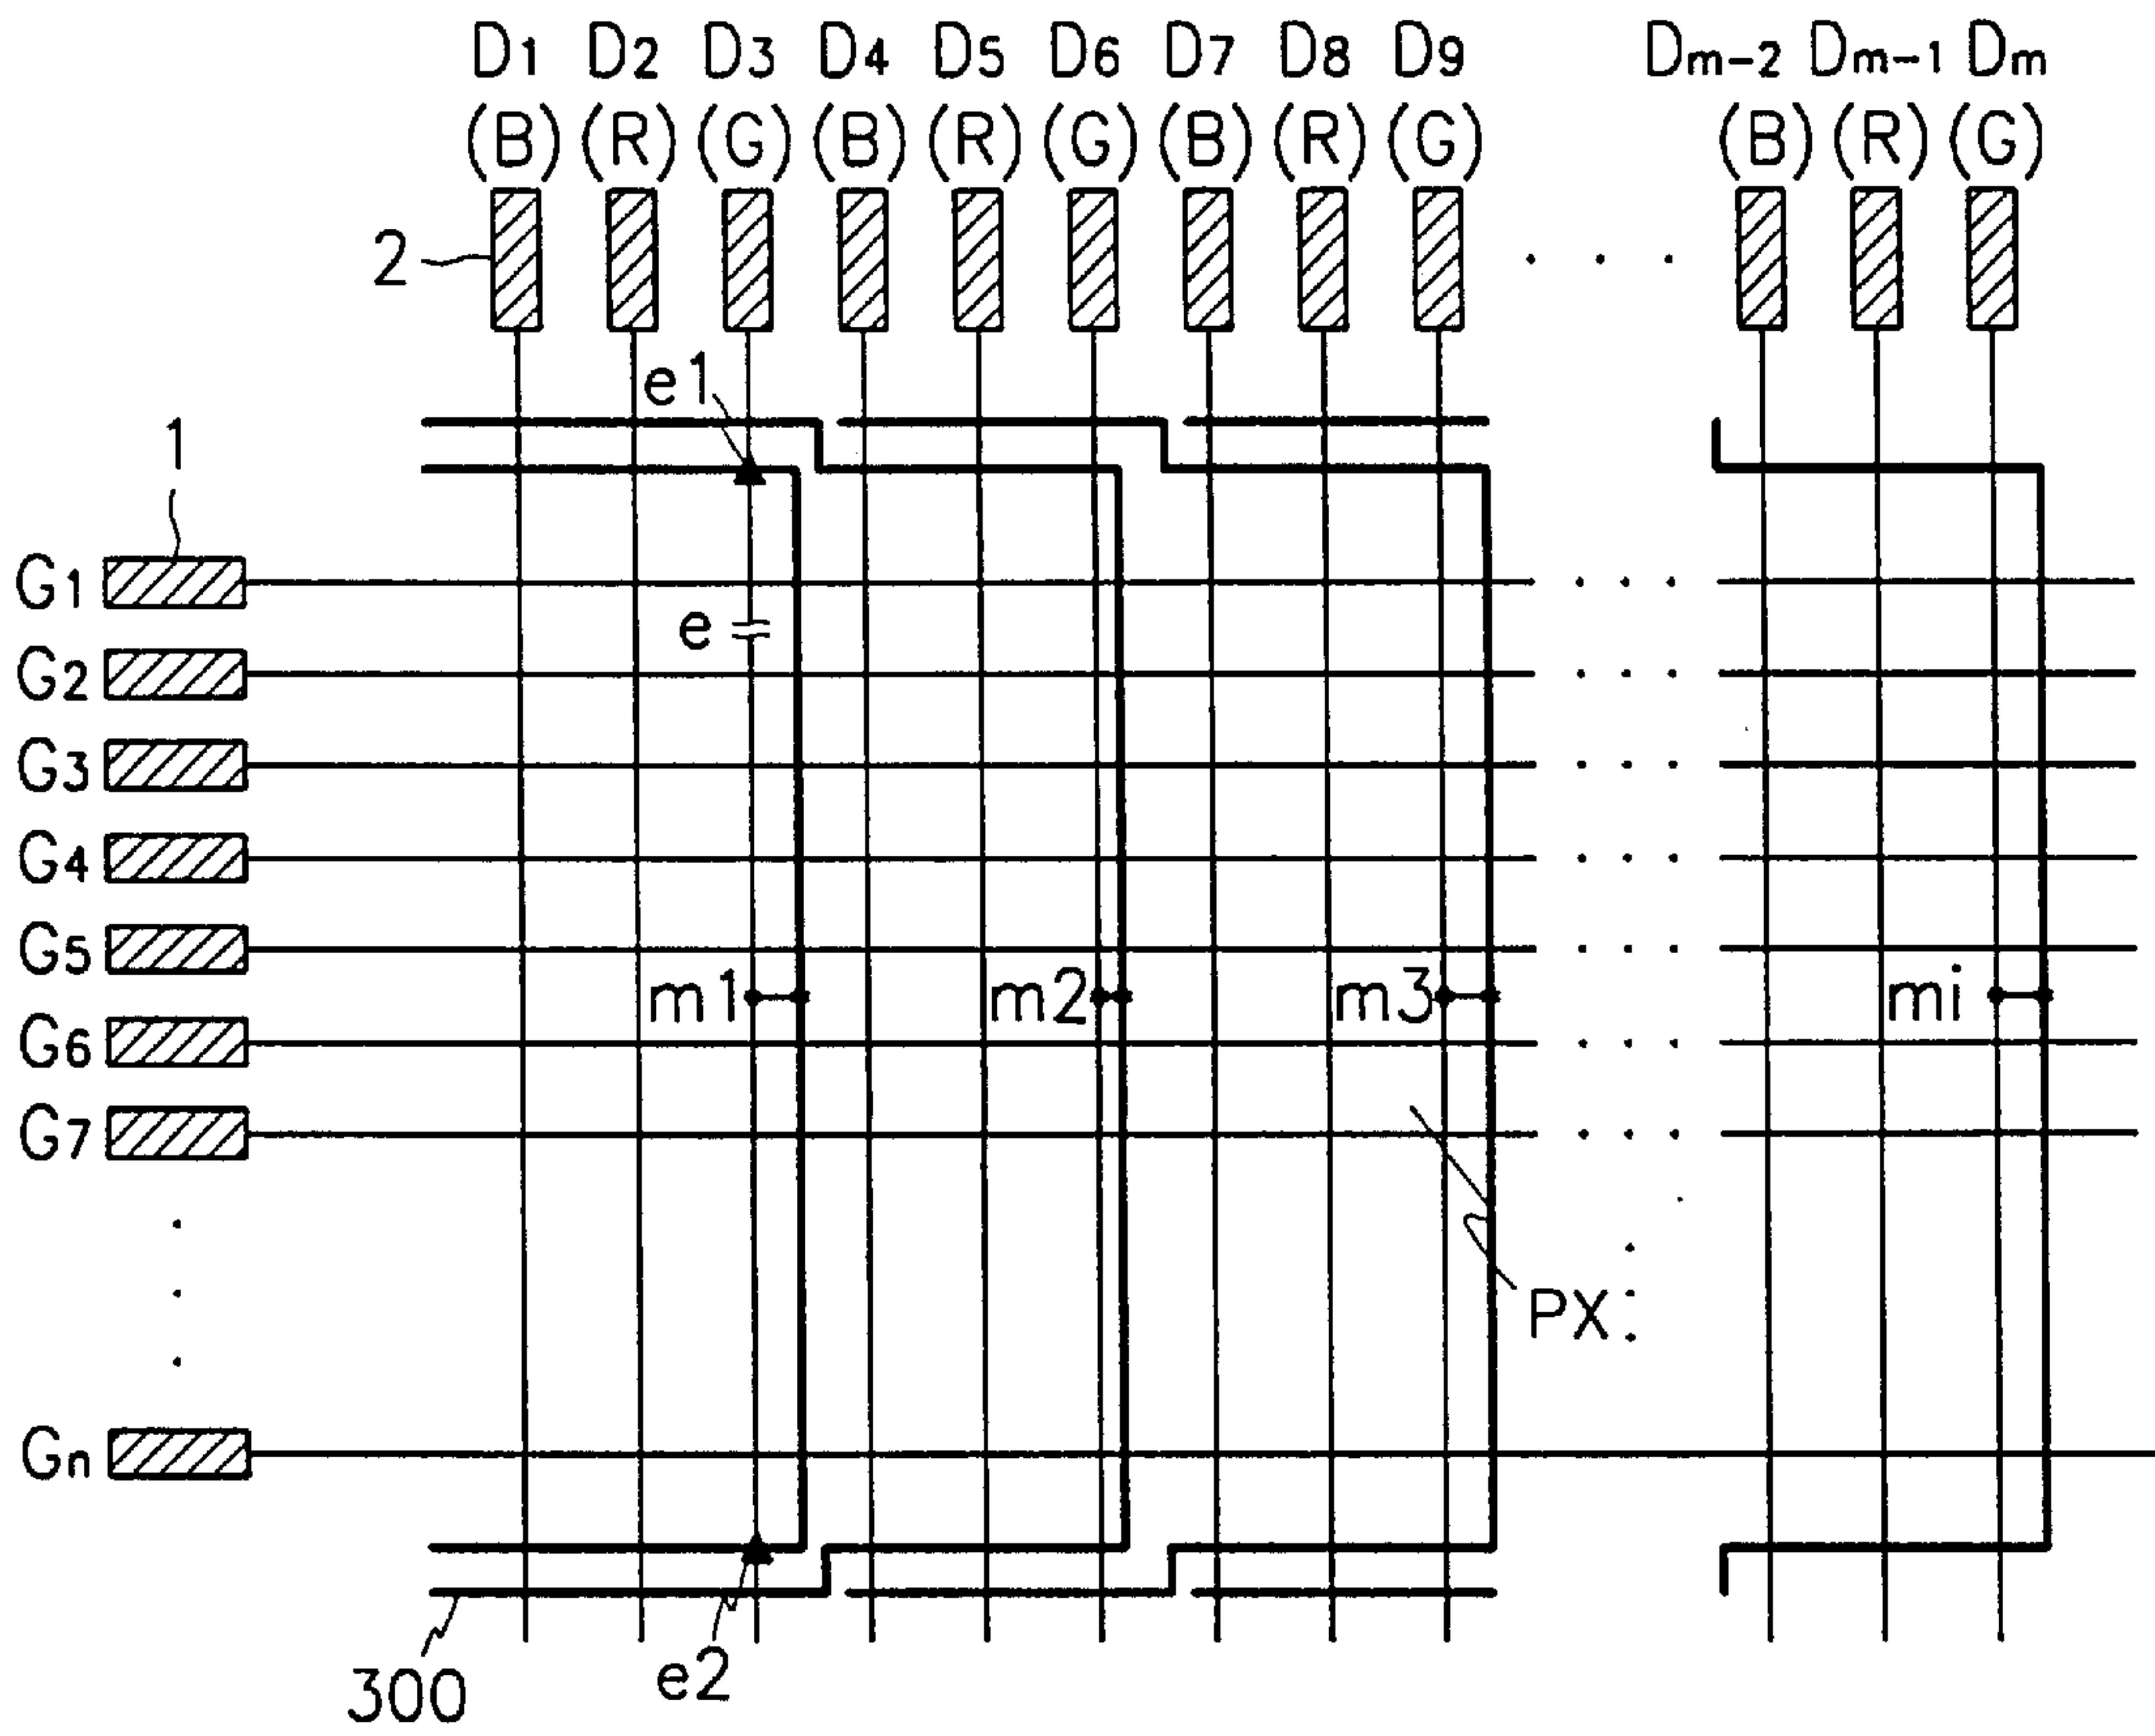 D1 D2 D3 D4 D5 D6 D7 D8 D9 Dm-2 Dm-1 Dm
(B) (R) (G) (B) (R) (G) (B) (R) (G) (B) (R) (G)
2
e1
1
G1
e
G2
G3
G4
G5
m1 m2 m3 mi
G6
G7
PX
Gn
300
e2